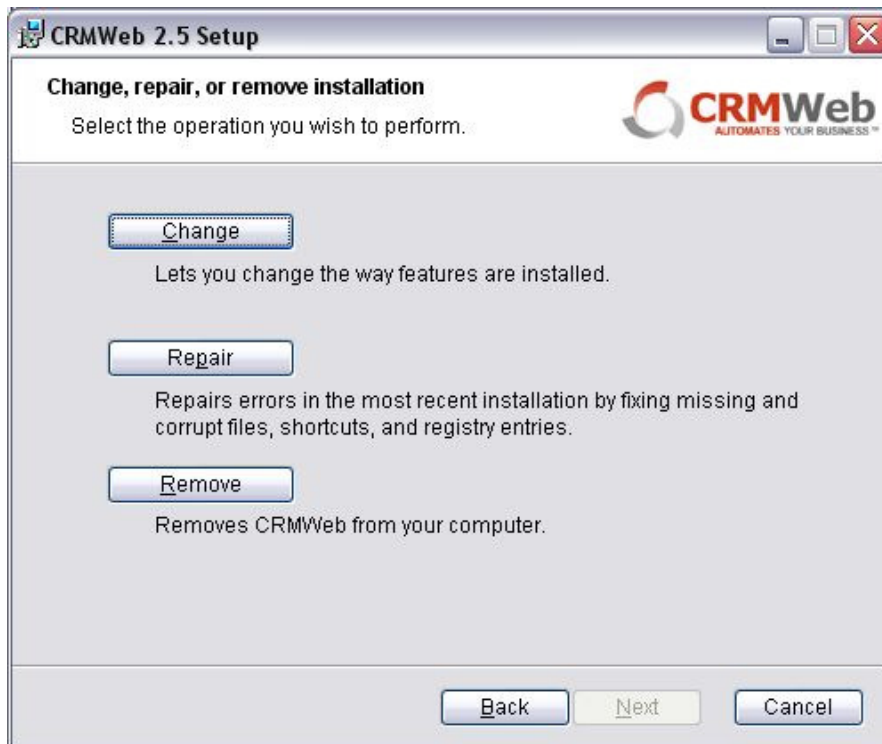 CRMWeb 2.5 Setup
Change, repair, or remove installation
Select the operation you wish to perform.
CRMWeb
AUTOMATES YOUR BUSINESS™
Change
Lets you change the way features are installed.
Repair
Repairs errors in the most recent installation by fixing missing and
corrupt files, shortcuts, and registry entries.
Remove
Removes CRMWeb from your computer.
Back Next Cancel